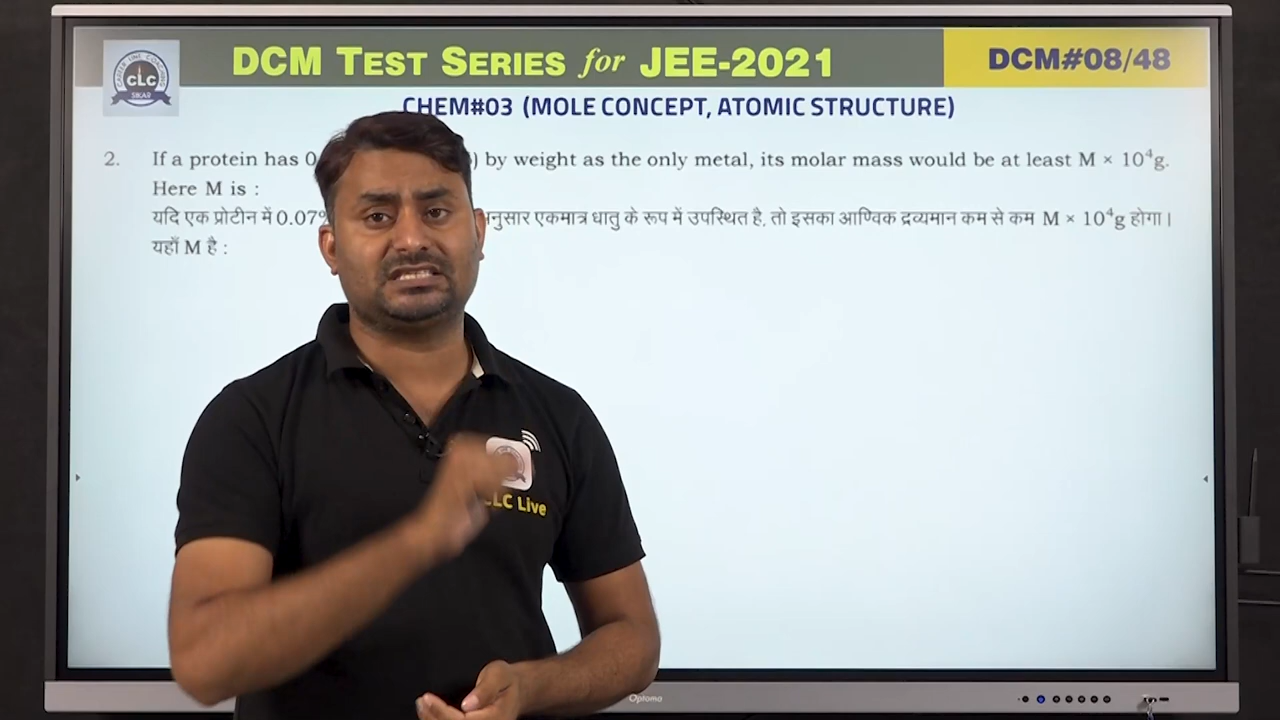 DCM TEST SERIES for JEE-2021
DCM#08/48
CLC
SIKAR
CHEM#03 (MOLE CONCEPT, ATOMIC STRUCTURE)
2. If a protein has 0 ) by weight as the only metal, its molar mass would be at least M × 10⁴g.
Here M is :
यदि एक प्रोटीन में 0.07% नुसार एकमात्र धातु के रूप में उपस्थित है, तो इसका आण्विक द्रव्यमान कम से कम M × 10⁴g होगा।
यहाँ M है :
CLC Live
Optoma